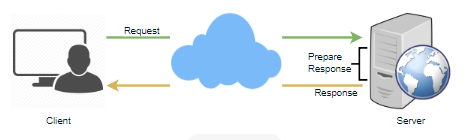 Request
Prepare
Response
Response
Client
Server